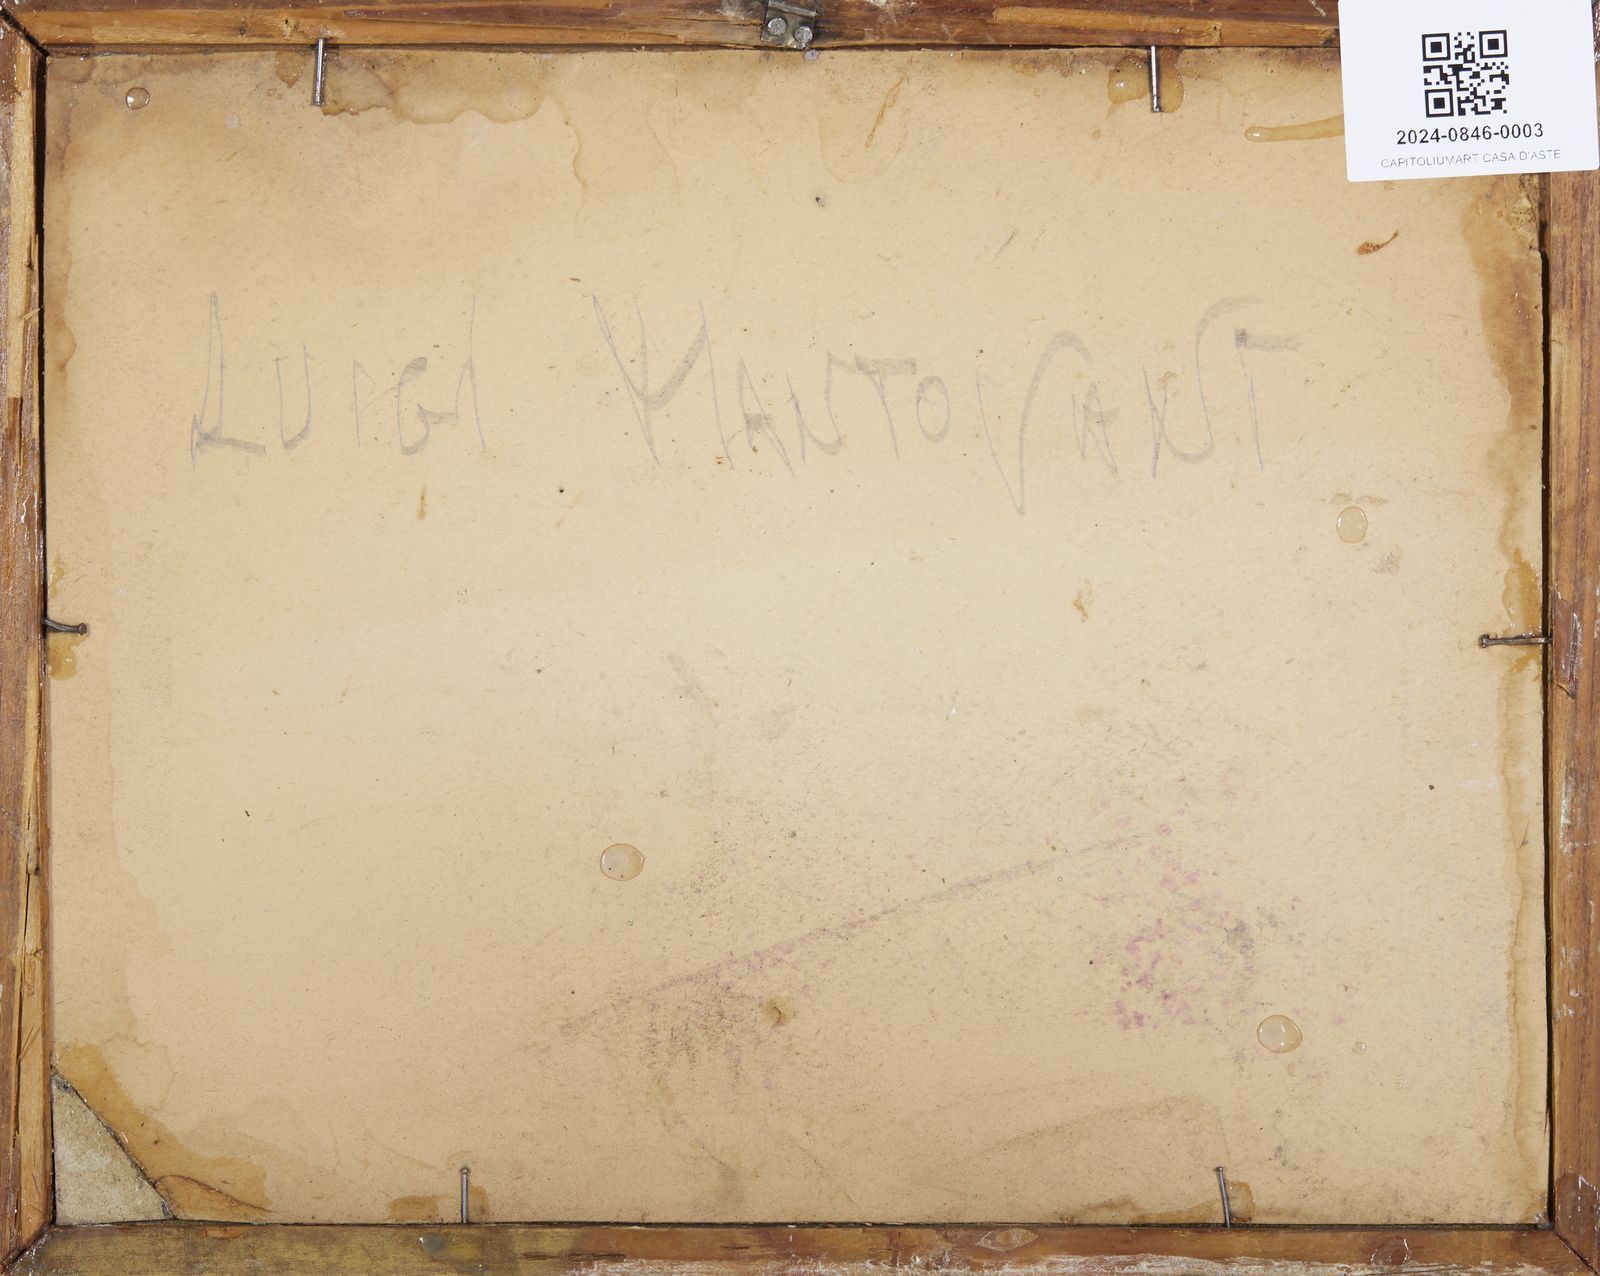 2024-0846-0003
CAPITOLIUMART CASA D'ASTE
LUIGI MANTOVANI